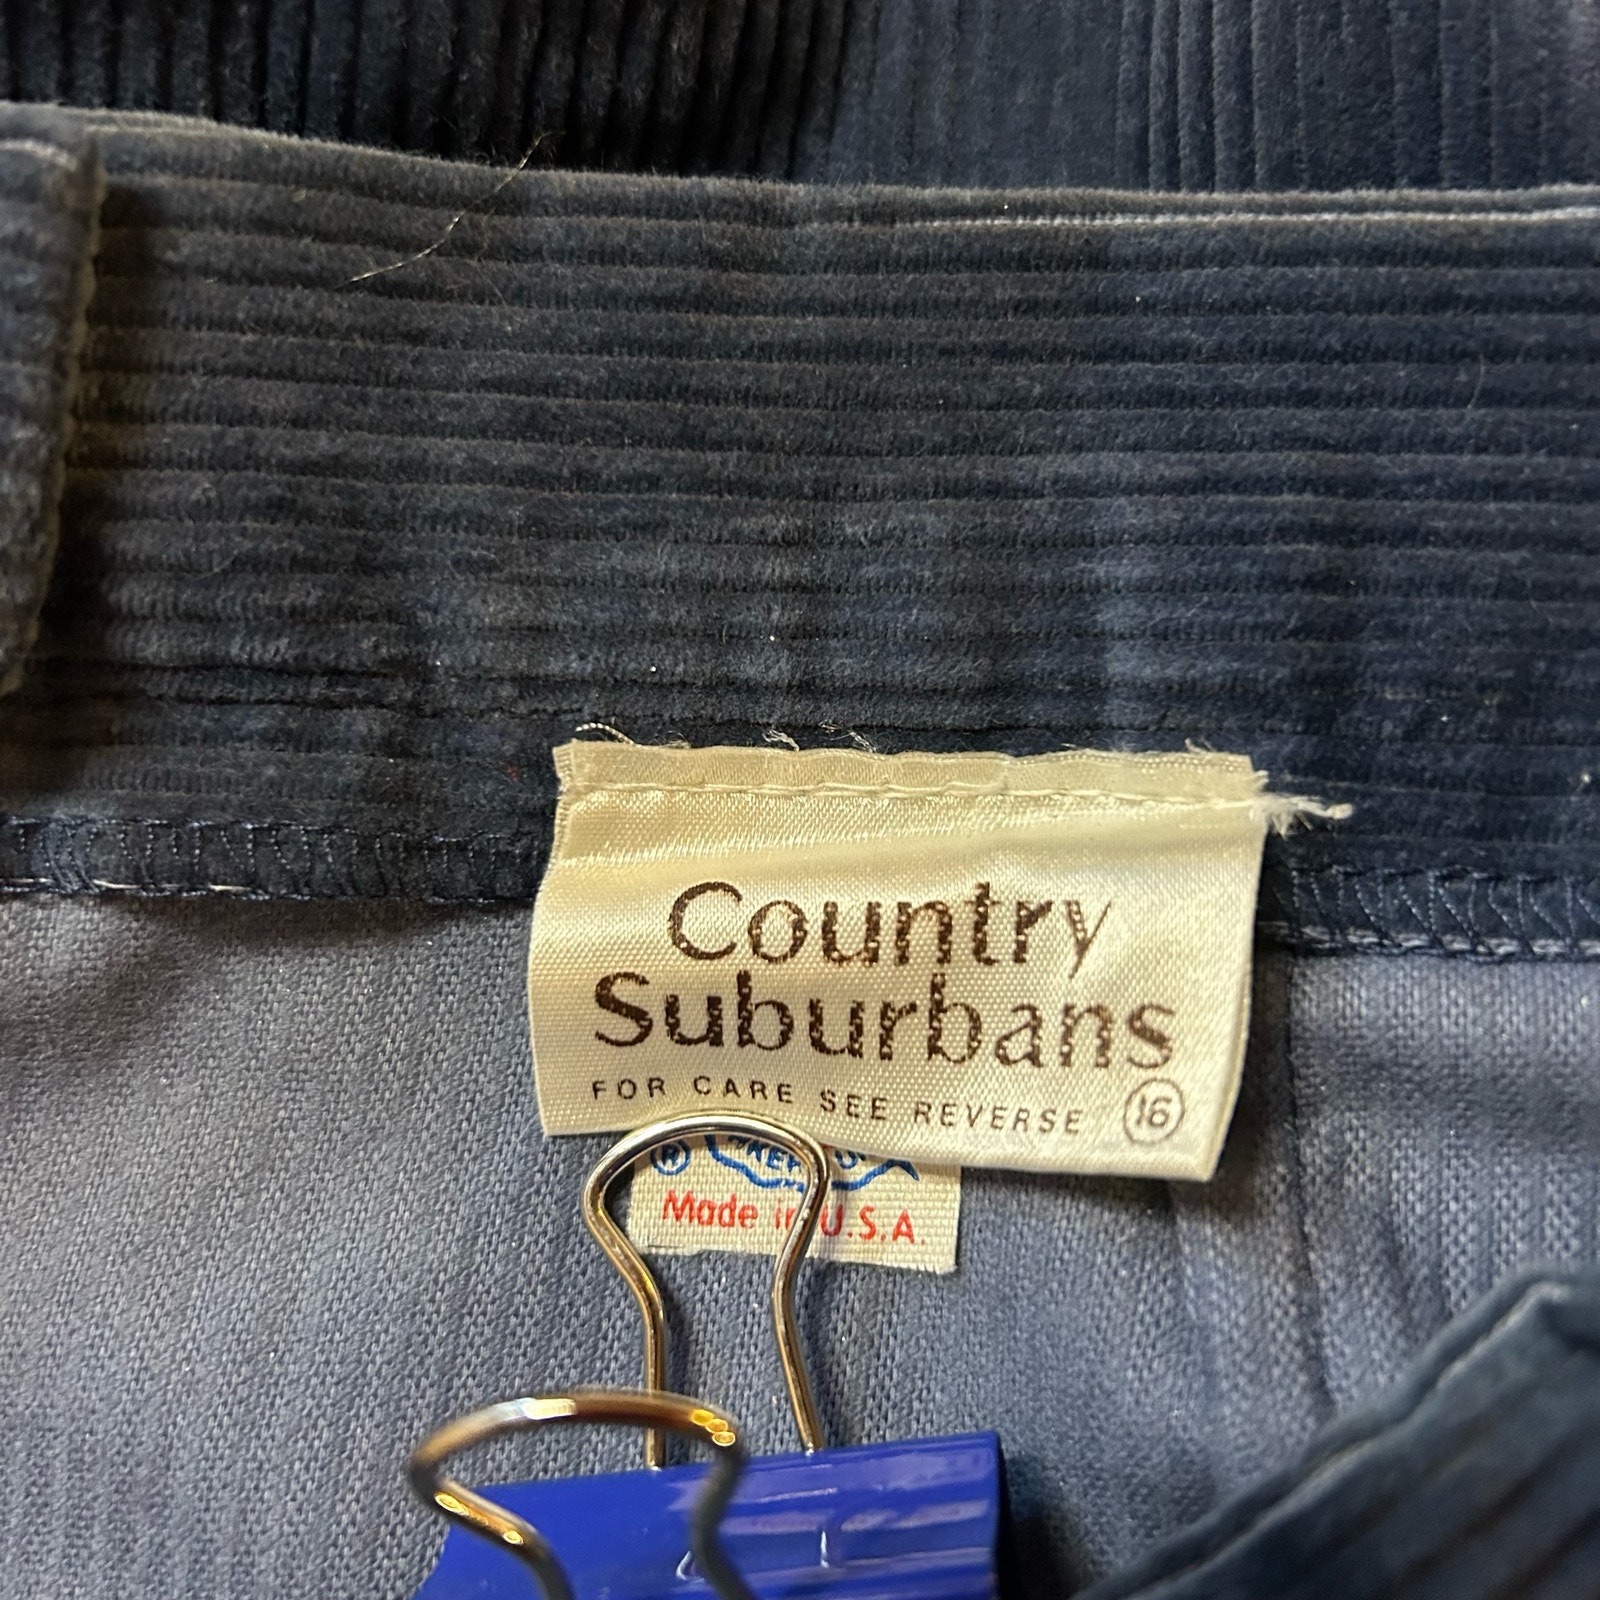 Country
Suburbans
FOR CARE SEE REVERSE 16
®
Made in U.S.A.